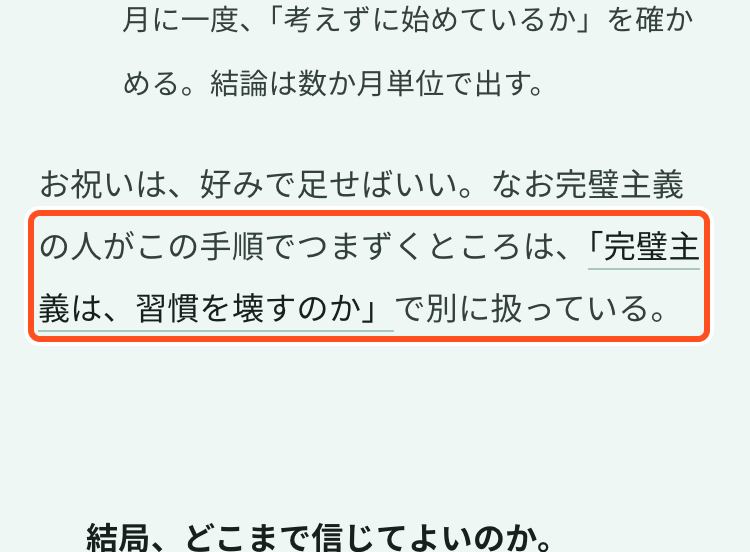 月に一度、「考えずに始めているか」を確か
める。結論は数か月単位で出す。
お祝いは、好みで足せばいい。なお完璧主義
の人がこの手順でつまずくところは、「完璧主
義は、習慣を壊すのか」で別に扱っている。
結局、どこまで信じてよいのか。